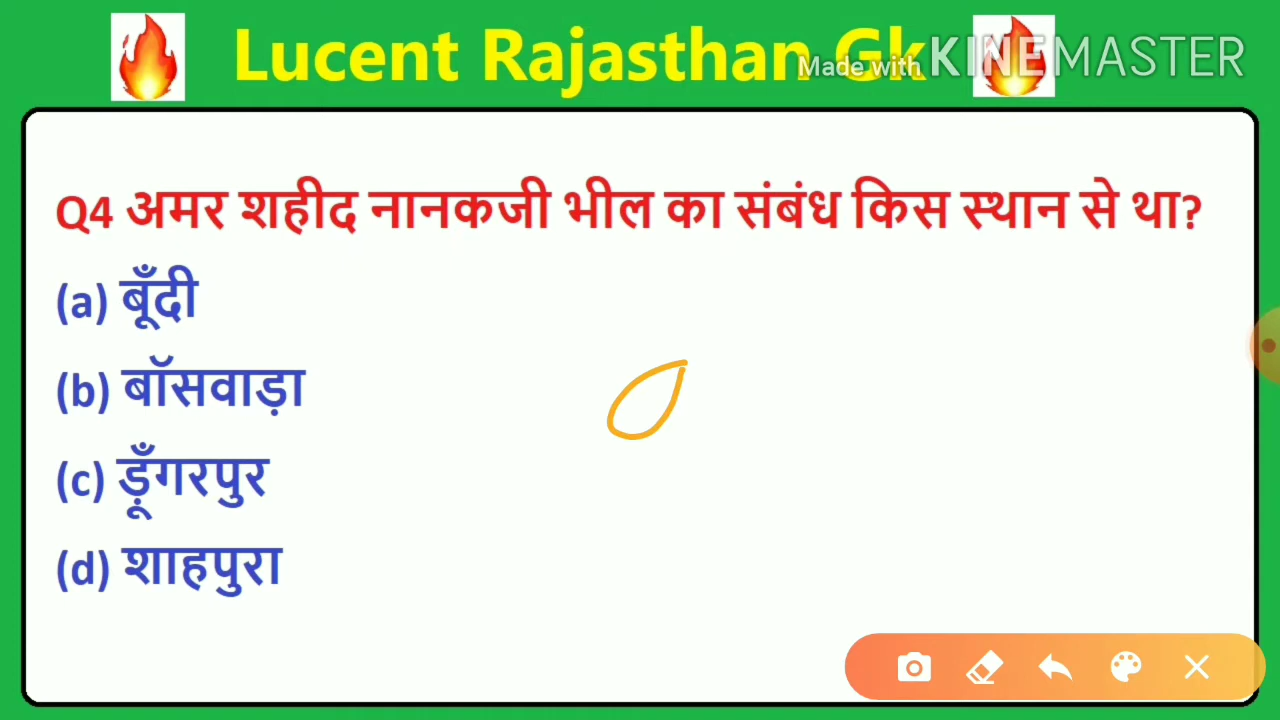 Lucent Rajasthan Gk
Made with KINEMASTER
Q4 अमर शहीद नानकजी भील का संबंध किस स्थान से था?
(a) बूँदी
(b) बॉसवाड़ा
(c) ड़ूँगरपुर
(d) शाहपुरा